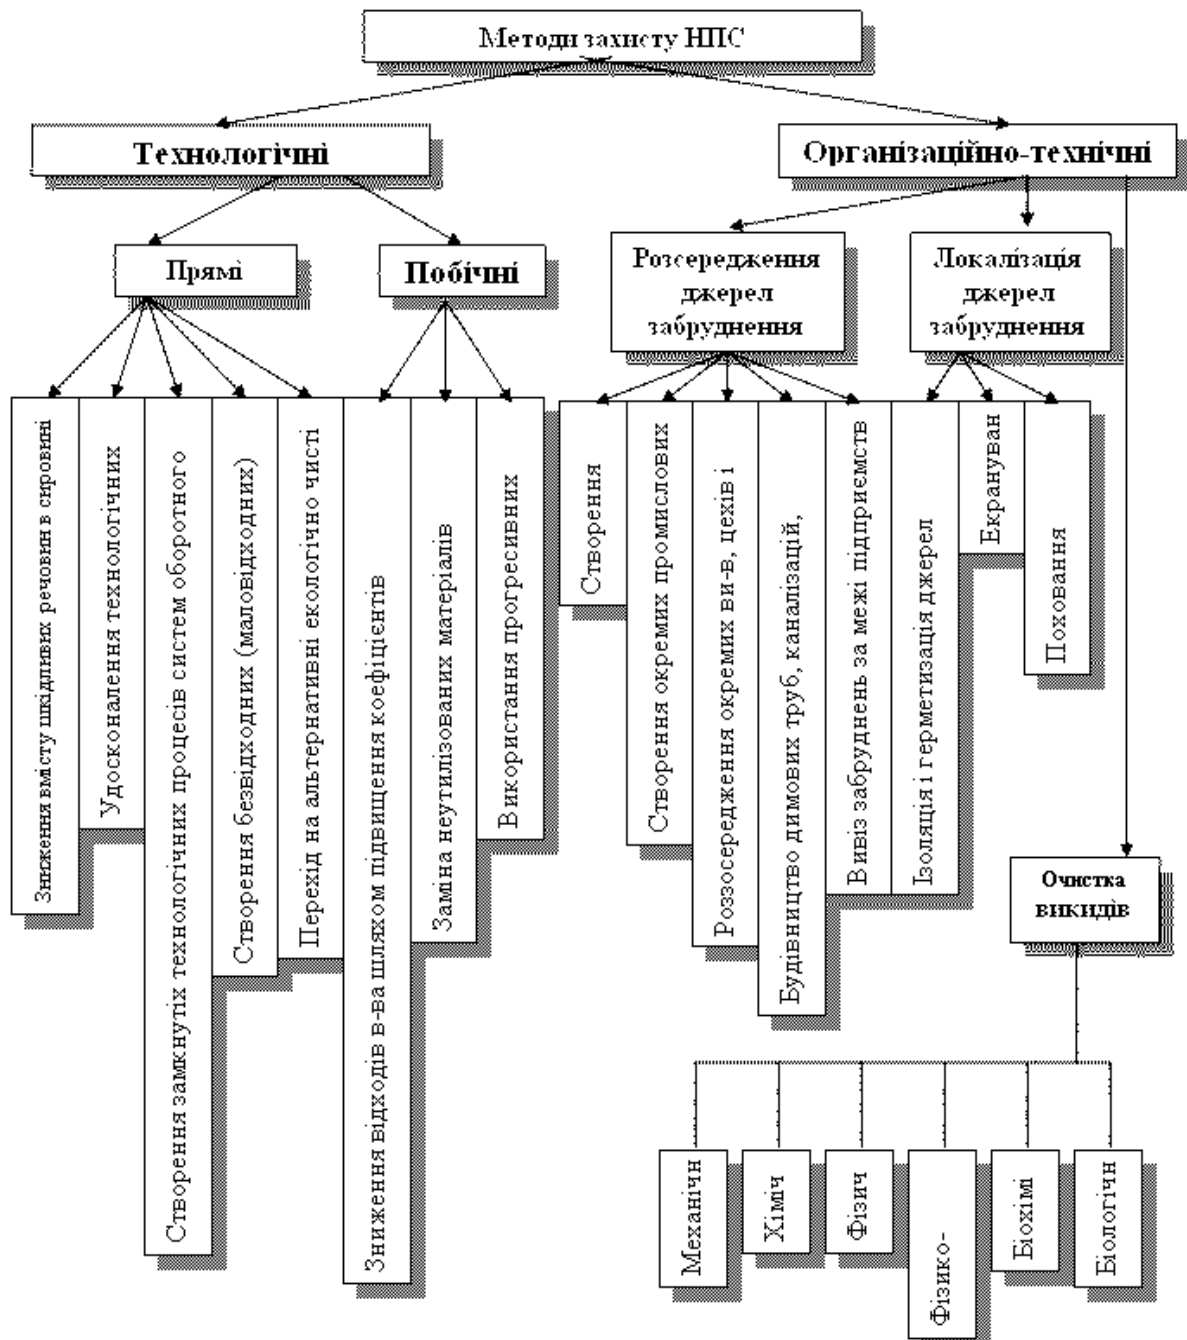 Методи захисту НПС
Технологічні
Організаційно-технічні
Прямі
Побічні
Розсередження
джерел
забруднення
Локалізація
джерел
забруднення
Зниження вмісту шкідливих речовин в сировині
Удосконалення технологічних
Створення замкнутіх технологічних процесів систем оборотного
Створення безвідходних (маловідходних)
Перехід на альтернативні екологічно чисті
Зниження відходів в-ва шляхом підвищення коефіцієнтів
Заміна неутилізованих матеріалів
Використання прогресивних
Створення
Створення окремих промислових
Роззосередження окремих ви-в, цехів і
Будівництво димових труб, каналізацій,
Вивіз забруднень за межі підприємств
Ізоляція і герметизація джерел
Екрануван
Поховання
Очистка
викидів
Механічн
Хіміч
Фізич
Фізико-
Біохімі
Біологічн